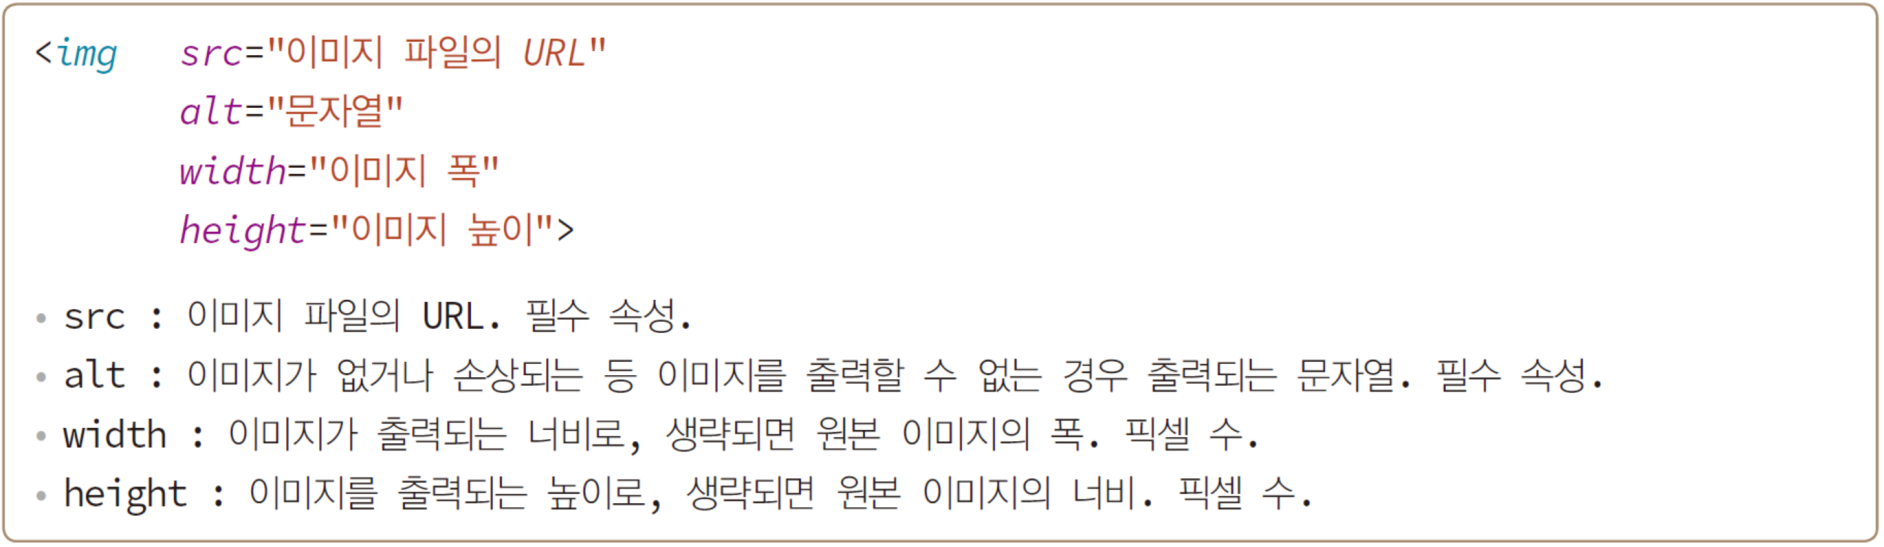 <img src="이미지 파일의 URL"
alt="문자열"
width="이미지 폭"
height="이미지 높이">
• src : 이미지 파일의 URL. 필수 속성.
• alt : 이미지가 없거나 손상되는 등 이미지를 출력할 수 없는 경우 출력되는 문자열. 필수 속성.
• width : 이미지가 출력되는 너비로, 생략되면 원본 이미지의 폭. 픽셀 수.
• height : 이미지를 출력되는 높이로, 생략되면 원본 이미지의 너비. 픽셀 수.